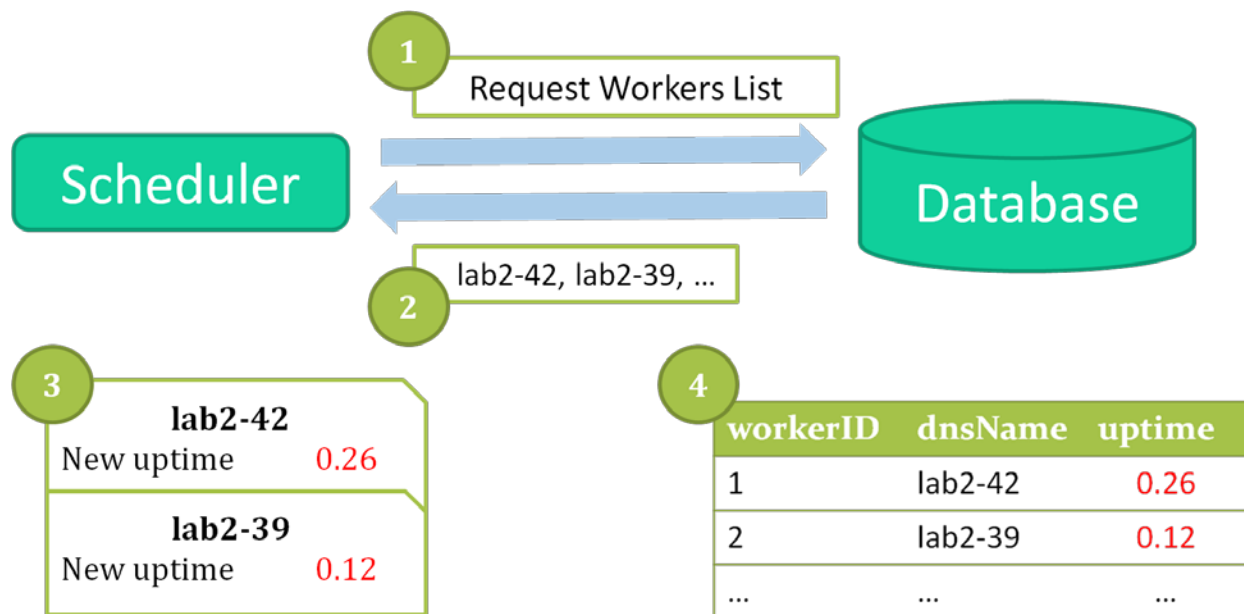 1
Request Workers List
Scheduler
Database
lab2-42, lab2-39, ...
2
3
lab2-42
New uptime 0.26
lab2-39
New uptime 0.12
4
workerID dnsName uptime
1 lab2-42 0.26
2 lab2-39 0.12
... ... ...